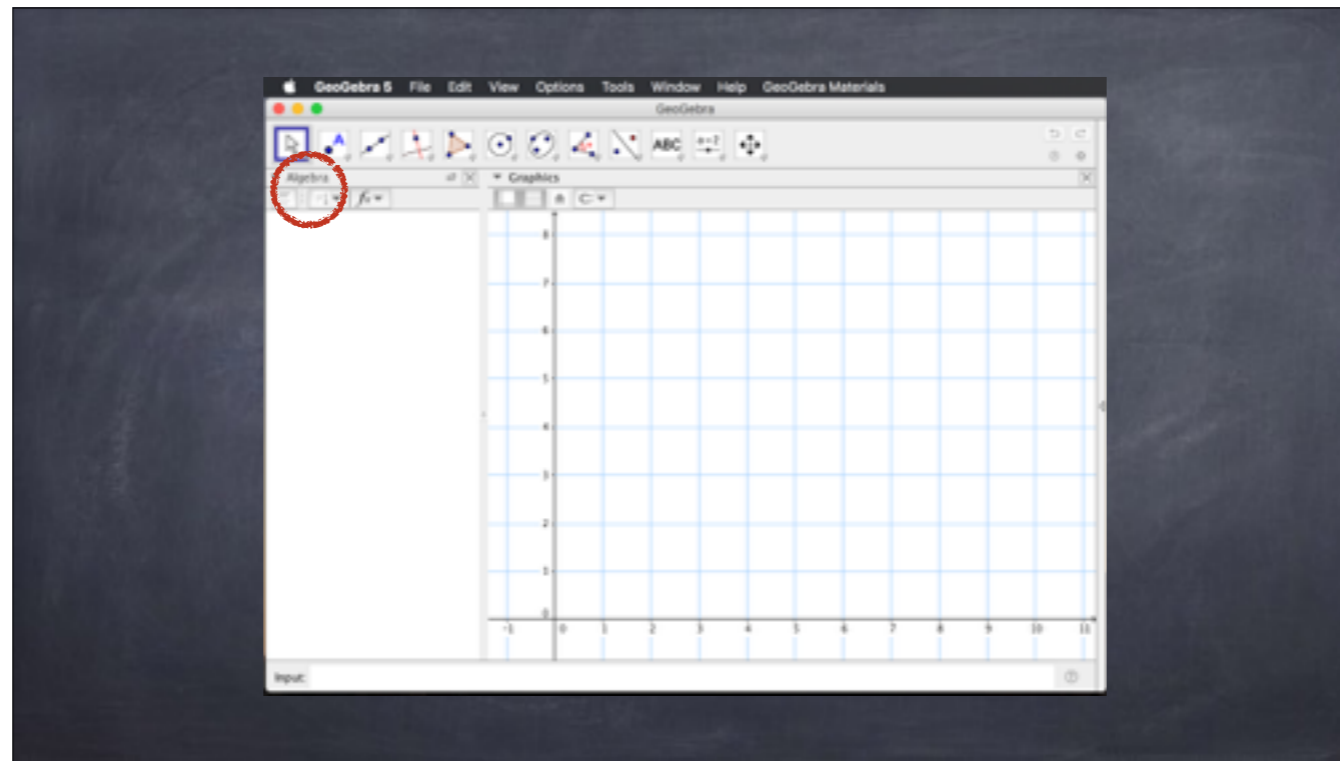 GeoGebra 5 File Edit View Options Tools Window Help GeoGebra Materials
GeoGebra
A ABC a=2
Algebra
Graphics
fx
8
7
6
5
4
3
2
1
0
-1 0 1 2 3 4 5 6 7 8 9 10 11
Input: